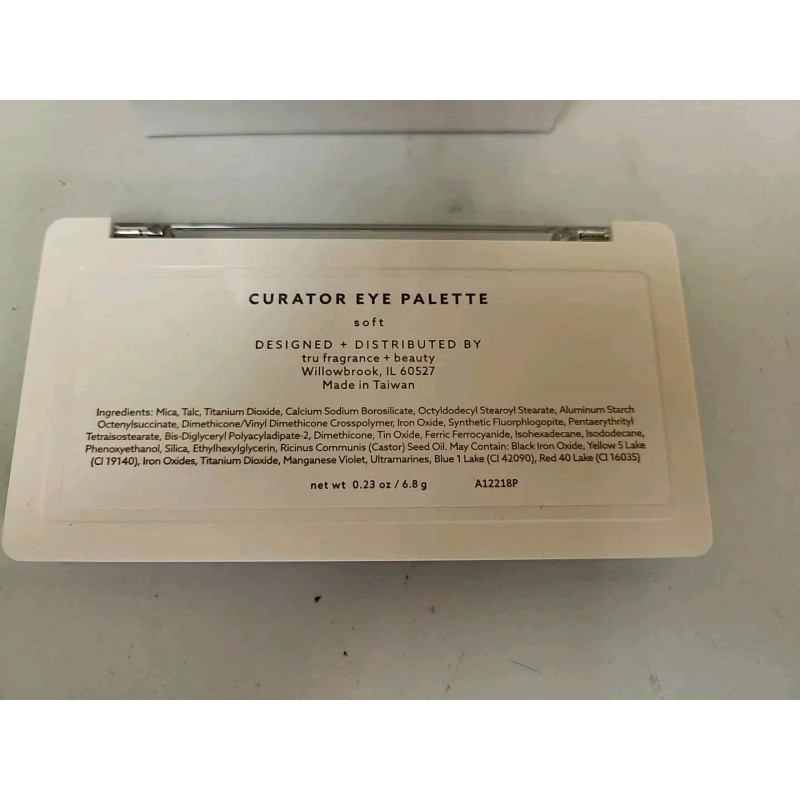 CURATOR EYE PALETTE
soft
DESIGNED + DISTRIBUTED BY
tru fragrance + beauty
Willowbrook, IL 60527
Made in Taiwan
Ingredients: Mica, Talc, Titanium Dioxide, Calcium Sodium Borosilicate, Octyldodecyl Stearoyl Stearate, Aluminum Starch
Octenylsuccinate, Dimethicone/Vinyl Dimethicone Crosspolymer, Iron Oxide, Synthetic Fluorphlogopite, Pentaerythrityl
Tetraisostearate, Bis-Diglyceryl Polyacyladipate-2, Dimethicone, Tin Oxide, Ferric Ferrocyanide, Isohexadecane, Isododecane,
Phenoxyethanol, Silica, Ethylhexylglycerin, Ricinus Communis (Castor) Seed Oil. May Contain: Black Iron Oxide, Yellow 5 Lake
(CI 19140), Iron Oxides, Titanium Dioxide, Manganese Violet, Ultramarines, Blue 1 Lake (CI 42090), Red 40 Lake (CI 16035)
net wt 0.23 oz / 6.8 g A12218P